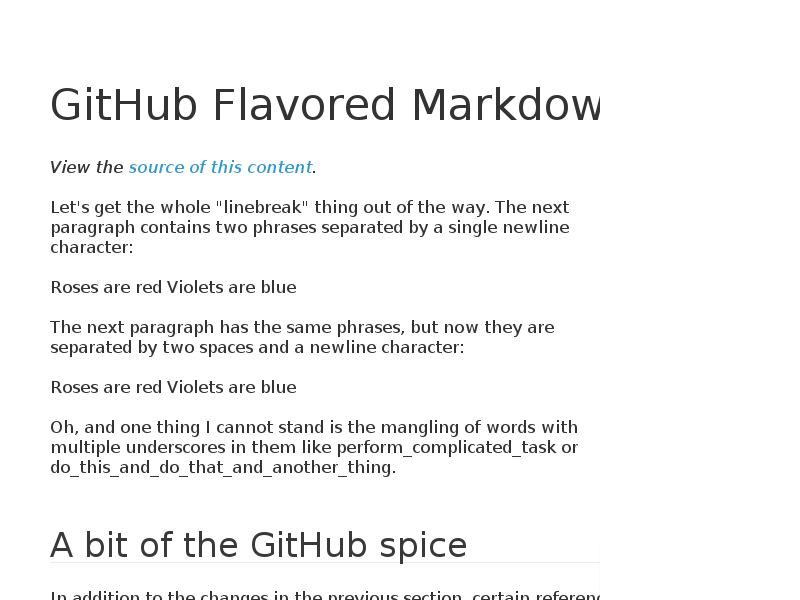 GitHub Flavored Markdow
View the source of this content.
Let's get the whole "linebreak" thing out of the way. The next
paragraph contains two phrases separated by a single newline
character:
Roses are red Violets are blue
The next paragraph has the same phrases, but now they are
separated by two spaces and a newline character:
Roses are red Violets are blue
Oh, and one thing I cannot stand is the mangling of words with
multiple underscores in them like perform_complicated_task or
do_this_and_do_that_and_another_thing.
A bit of the GitHub spice
In addition to the changes in the previous section, certain referenc